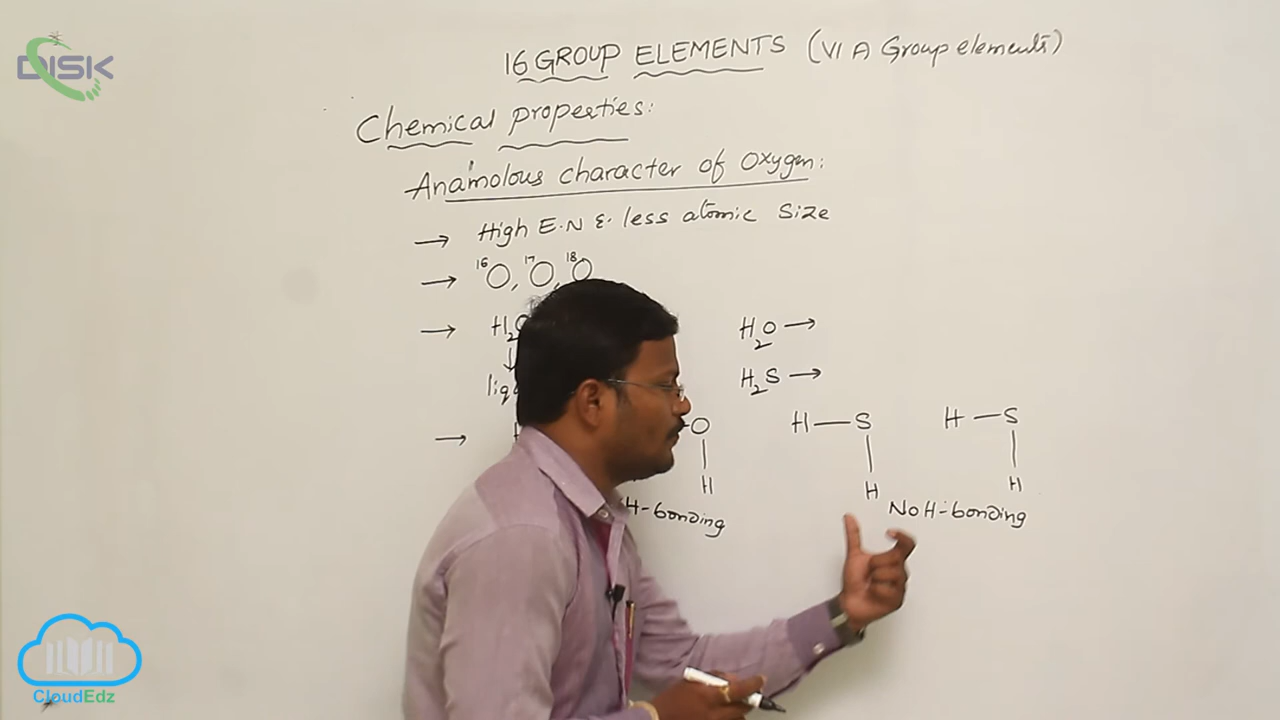 DISK
16 GROUP ELEMENTS (VI A Group elements)
Chemical properties:
Anamolous character of Oxygen:
→ High E.N & less atomic size
→ ¹⁶O, ¹⁷O, ¹⁸O
→ H₂O
H₂O →
↓
H₂S →
→ H
O
H—S
H—S
|
|
|
H
H
H
H-bonding
No H-bonding
CloudEdz